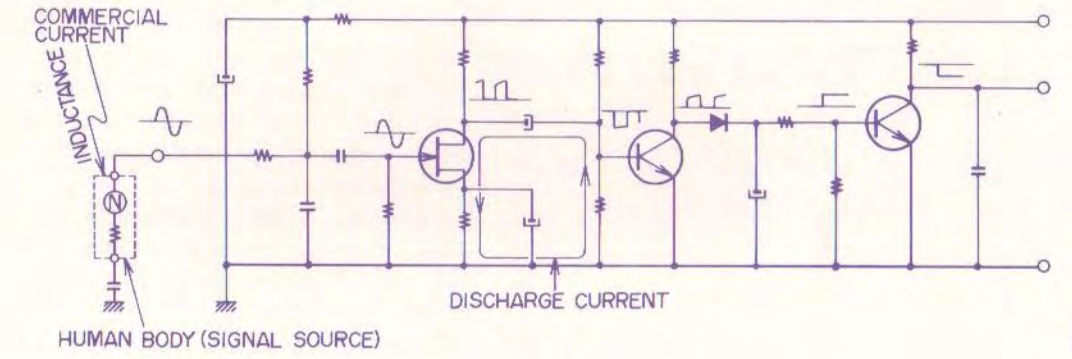 COMMERCIAL
CURRENT
INDUCTANCE
N
DISCHARGE CURRENT
HUMAN BODY (SIGNAL SOURCE)